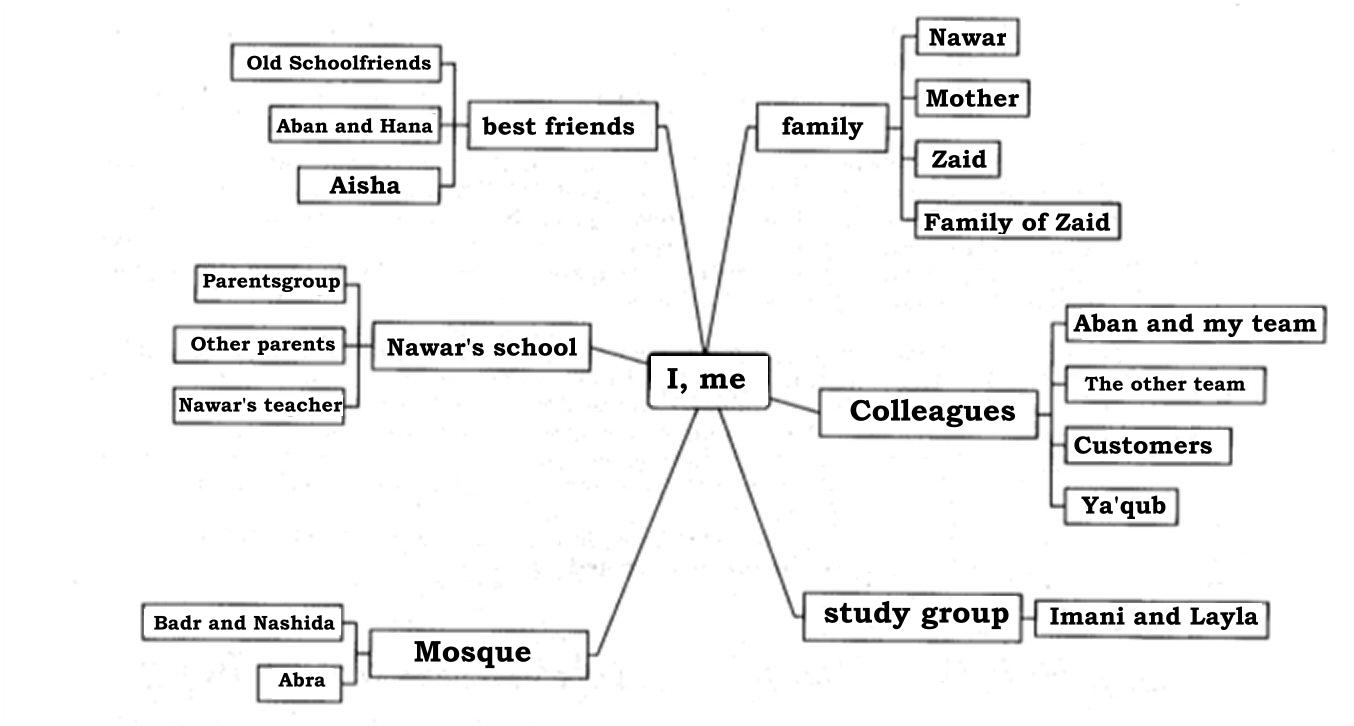 Nawar
Old Schoolfriends
Mother
Aban and Hana
best friends
family
Zaid
Aisha
Family of Zaid
Parentsgroup
Aban and my team
Other parents
Nawar's school
I, me
The other team
Nawar's teacher
Colleagues
Customers
Ya'qub
study group
Imani and Layla
Badr and Nashida
Mosque
Abra